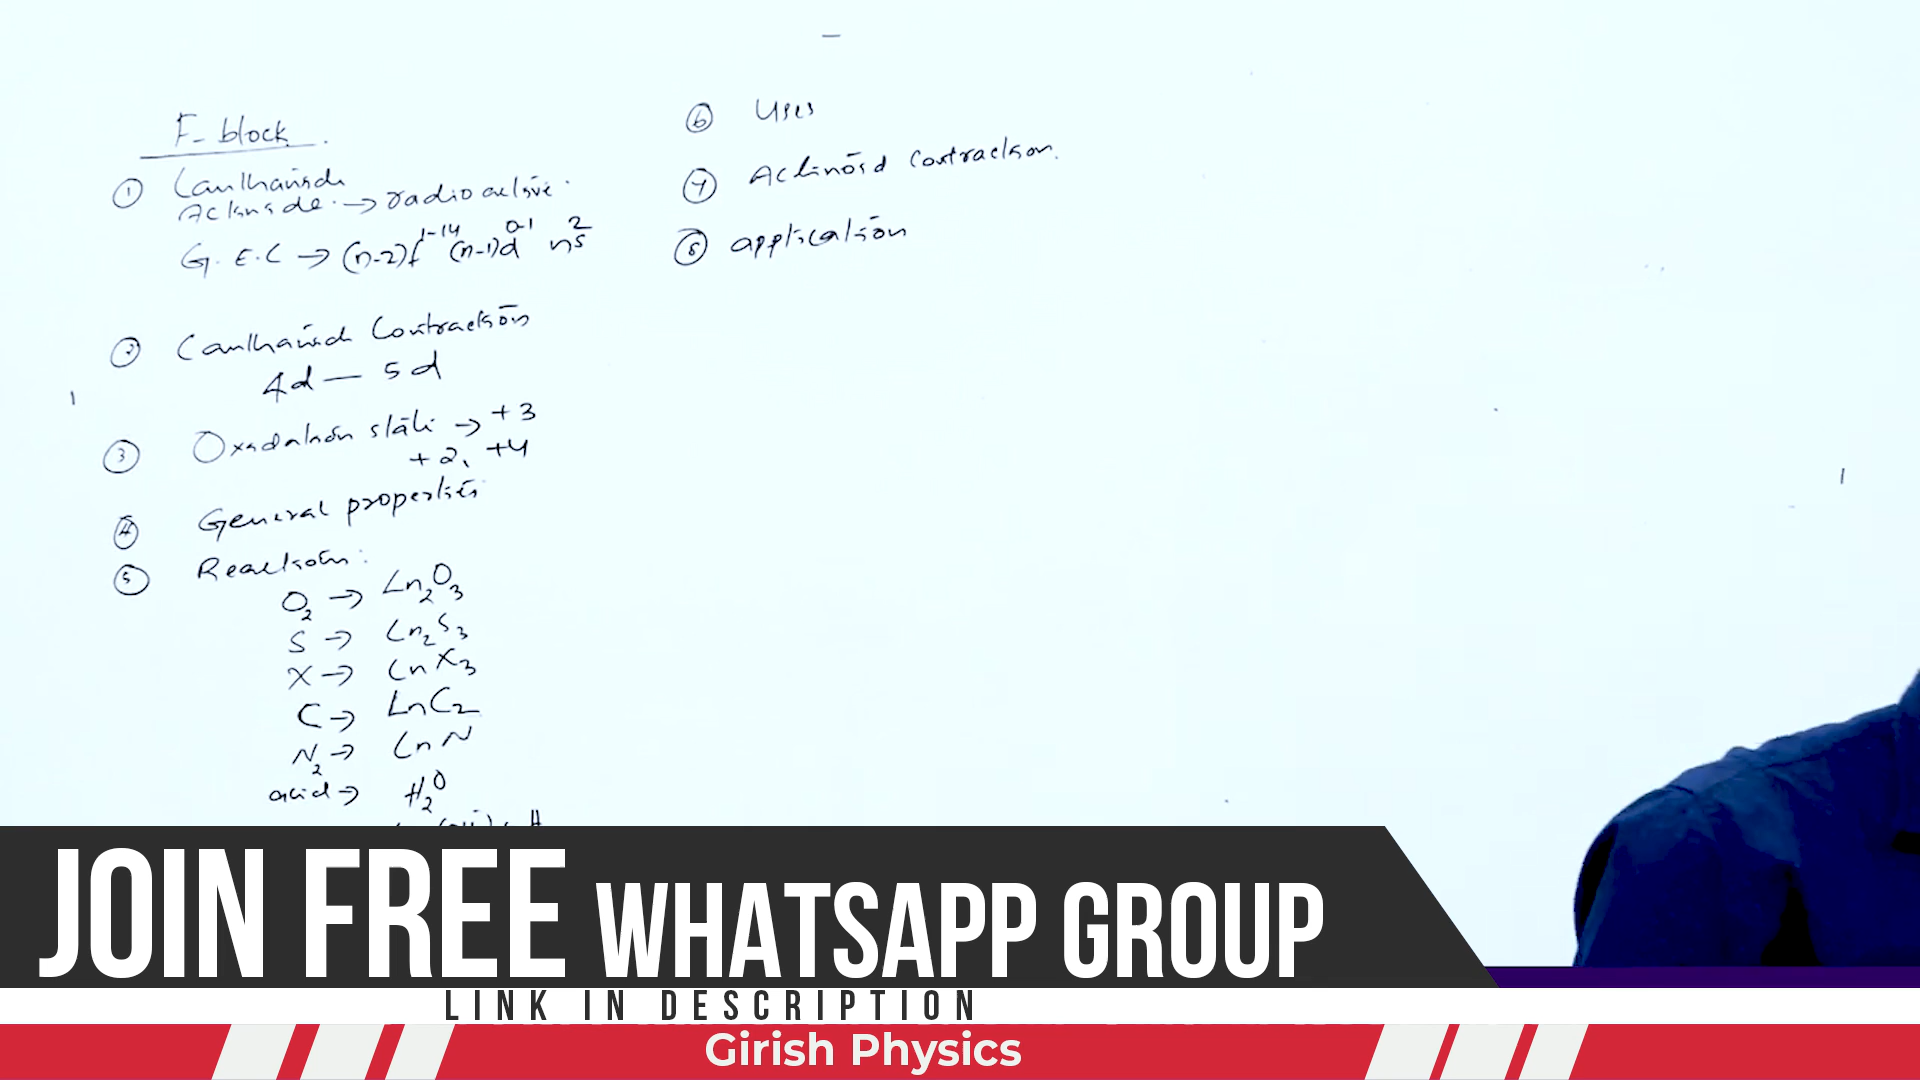 F-block.
① Lanthanide
Actinide. → radioactive.
G.E.C → (n-2)f¹⁻¹⁴ (n-1)d⁰⁻¹ ns²
② Lanthanide Contraction
4d — 5d
③ Oxidation state → +3
+2, +4
④ General properties
⑤ Reaction:
O₂ → Ln₂O₃
S → Ln₂S₃
X → LnX₃
C → LnC₂
N₂ → LnN
acid → H₂O
⑥ Uses
⑦ Actinoid Contraction.
⑧ application
JOIN FREE WHATSAPP GROUP
LINK IN DESCRIPTION
Girish Physics